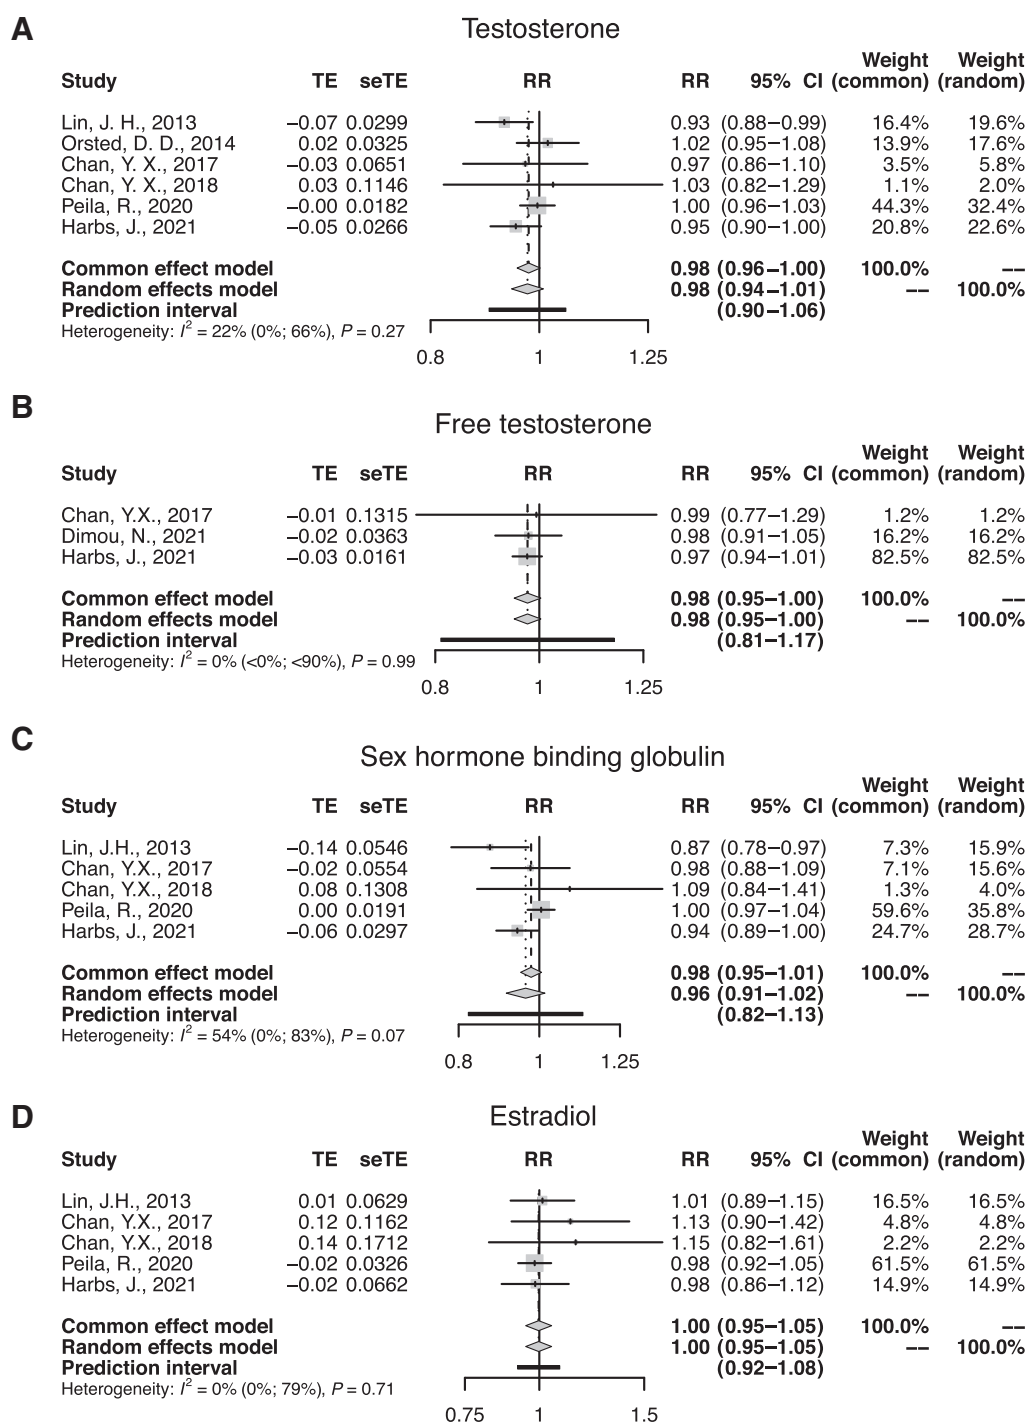 A
Testosterone
Weight Weight
Study TE seTE RR RR 95% CI (common) (random)
Lin, J. H., 2013 −0.07 0.0299 0.93 (0.88−0.99) 16.4% 19.6%
Orsted, D. D., 2014 0.02 0.0325 1.02 (0.95−1.08) 13.9% 17.6%
Chan, Y. X., 2017 −0.03 0.0651 0.97 (0.86−1.10) 3.5% 5.8%
Chan, Y. X., 2018 0.03 0.1146 1.03 (0.82−1.29) 1.1% 2.0%
Peila, R., 2020 −0.00 0.0182 1.00 (0.96−1.03) 44.3% 32.4%
Harbs, J., 2021 −0.05 0.0266 0.95 (0.90−1.00) 20.8% 22.6%
Common effect model 0.98 (0.96−1.00) 100.0% −−
Random effects model 0.98 (0.94−1.01) −− 100.0%
Prediction interval (0.90−1.06)
Heterogeneity: I² = 22% (0%; 66%), P = 0.27
0.8 1 1.25
B
Free testosterone
Weight Weight
Study TE seTE RR RR 95% CI (common) (random)
Chan, Y.X., 2017 −0.01 0.1315 0.99 (0.77−1.29) 1.2% 1.2%
Dimou, N., 2021 −0.02 0.0363 0.98 (0.91−1.05) 16.2% 16.2%
Harbs, J., 2021 −0.03 0.0161 0.97 (0.94−1.01) 82.5% 82.5%
Common effect model 0.98 (0.95−1.00) 100.0% −−
Random effects model 0.98 (0.95−1.00) −− 100.0%
Prediction interval (0.81−1.17)
Heterogeneity: I² = 0% (<0%; <90%), P = 0.99
0.8 1 1.25
C
Sex hormone binding globulin
Weight Weight
Study TE seTE RR RR 95% CI (common) (random)
Lin, J.H., 2013 −0.14 0.0546 0.87 (0.78−0.97) 7.3% 15.9%
Chan, Y.X., 2017 −0.02 0.0554 0.98 (0.88−1.09) 7.1% 15.6%
Chan, Y.X., 2018 0.08 0.1308 1.09 (0.84−1.41) 1.3% 4.0%
Peila, R., 2020 0.00 0.0191 1.00 (0.97−1.04) 59.6% 35.8%
Harbs, J., 2021 −0.06 0.0297 0.94 (0.89−1.00) 24.7% 28.7%
Common effect model 0.98 (0.95−1.01) 100.0% −−
Random effects model 0.96 (0.91−1.02) −− 100.0%
Prediction interval (0.82−1.13)
Heterogeneity: I² = 54% (0%; 83%), P = 0.07
0.8 1 1.25
D
Estradiol
Weight Weight
Study TE seTE RR RR 95% CI (common) (random)
Lin, J.H., 2013 0.01 0.0629 1.01 (0.89−1.15) 16.5% 16.5%
Chan, Y.X., 2017 0.12 0.1162 1.13 (0.90−1.42) 4.8% 4.8%
Chan, Y.X., 2018 0.14 0.1712 1.15 (0.82−1.61) 2.2% 2.2%
Peila, R., 2020 −0.02 0.0326 0.98 (0.92−1.05) 61.5% 61.5%
Harbs, J., 2021 −0.02 0.0662 0.98 (0.86−1.12) 14.9% 14.9%
Common effect model 1.00 (0.95−1.05) 100.0% −−
Random effects model 1.00 (0.95−1.05) −− 100.0%
Prediction interval (0.92−1.08)
Heterogeneity: I² = 0% (0%; 79%), P = 0.71
0.75 1 1.5